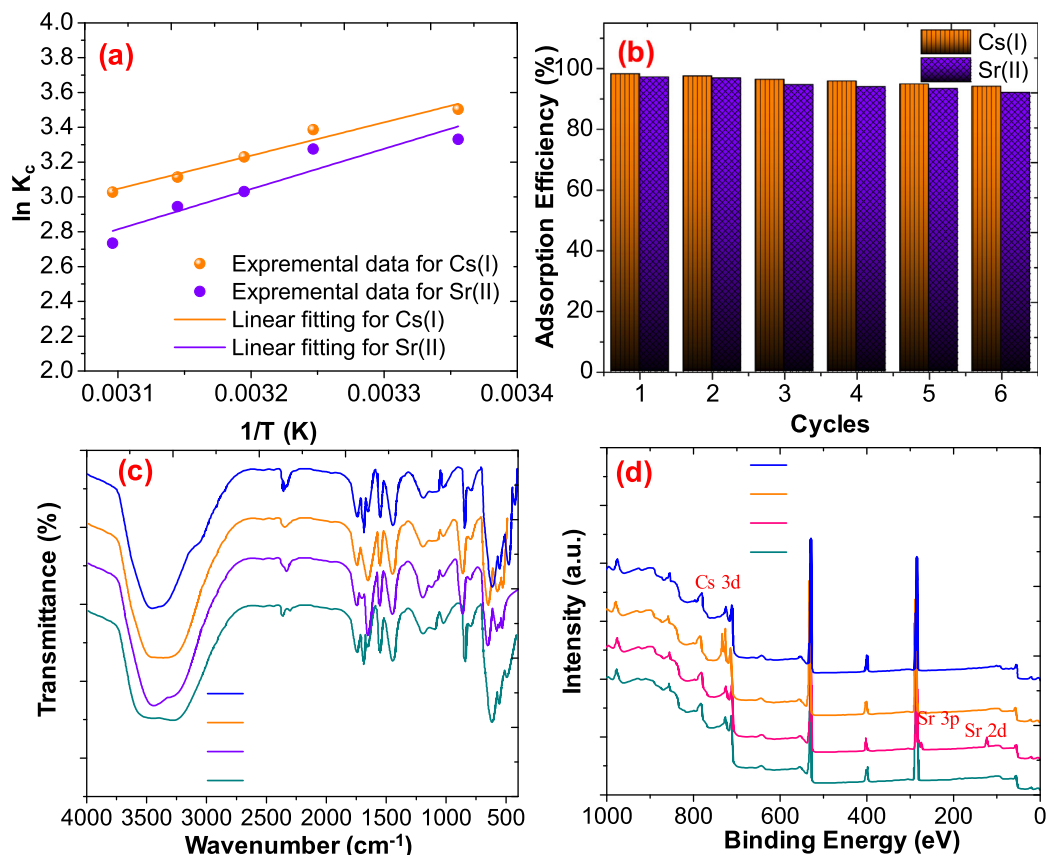 (a)
ln K_c
4.0
3.8
3.6
3.4
3.2
3.0
2.8
2.6
2.4
2.2
2.0
Expremental data for Cs(I)
Expremental data for Sr(II)
Linear fitting for Cs(I)
Linear fitting for Sr(II)
0.0031
0.0032
0.0033
0.0034
1/T (K)
(b)
Cs(I)
Sr(II)
Adsorption Efficiency (%)
100
80
60
40
20
0
1 2 3 4 5 6
Cycles
(c)
Transmittance (%)
4000 3500 3000 2500 2000 1500 1000 500
Wavenumber (cm⁻¹)
(d)
Intensity (a.u.)
Cs 3d
Sr 3p
Sr 2d
1000 800 600 400 200 0
Binding Energy (eV)